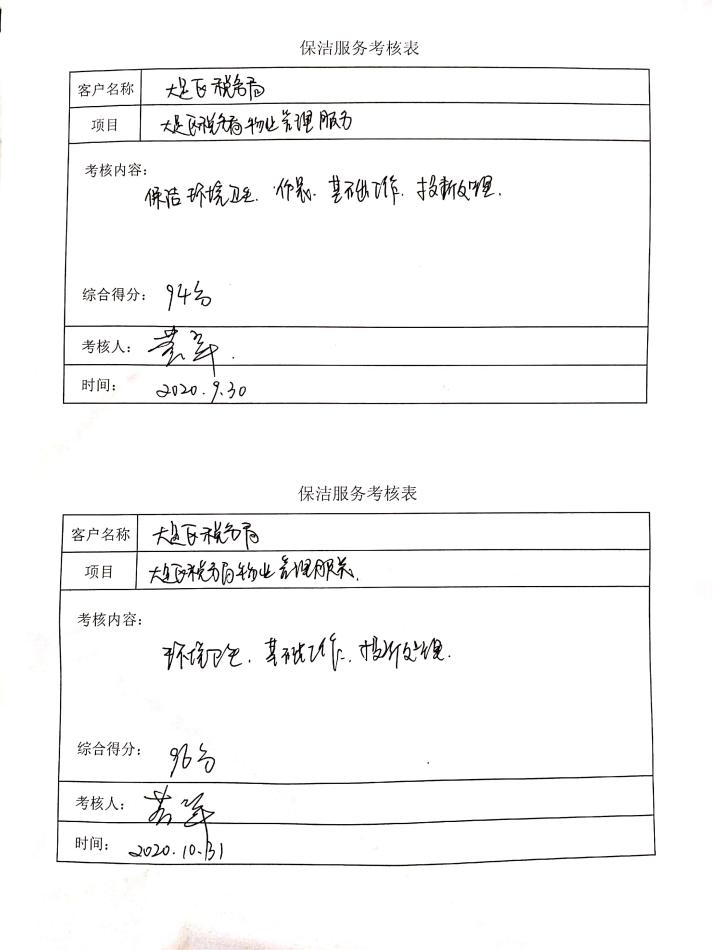 保洁服务考核表
客户名称 大足区税务局
项目 大足区税务局物业管理服务
考核内容：
保洁环境卫生. 作风. 基础工作. 投诉处理.
综合得分： 94分
考核人：
时间： 2020.9.30
保洁服务考核表
客户名称 大足区税务局
项目 大足区税务局物业管理服务.
考核内容：
环境卫生. 基础工作. 投诉处理.
综合得分： 96分
考核人：
时间： 2020.10.31